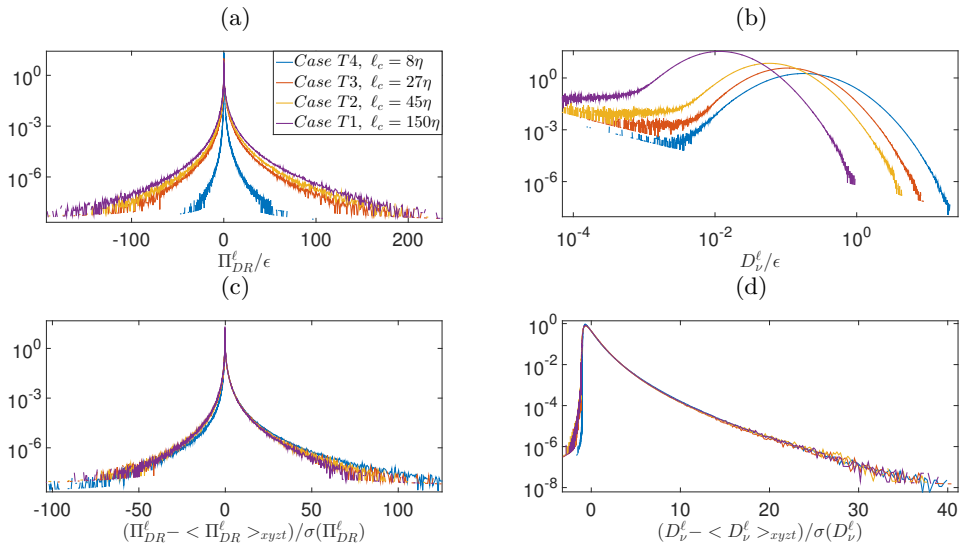 (a)
10^0
10^-3
10^-6
-100 0 100 200
Π^ℓ_DR/ϵ
Case T4, ℓ_c = 8η
Case T3, ℓ_c = 27η
Case T2, ℓ_c = 45η
Case T1, ℓ_c = 150η
(b)
10^0
10^-3
10^-6
10^-4 10^-2 10^0
D^ℓ_ν/ϵ
(c)
10^0
10^-3
10^-6
-100 -50 0 50 100
(Π^ℓ_DR − < Π^ℓ_DR >_xyzt)/σ(Π^ℓ_DR)
(d)
10^0
10^-2
10^-4
10^-6
10^-8
0 10 20 30 40
(D^ℓ_ν − < D^ℓ_ν >_xyzt)/σ(D^ℓ_ν)